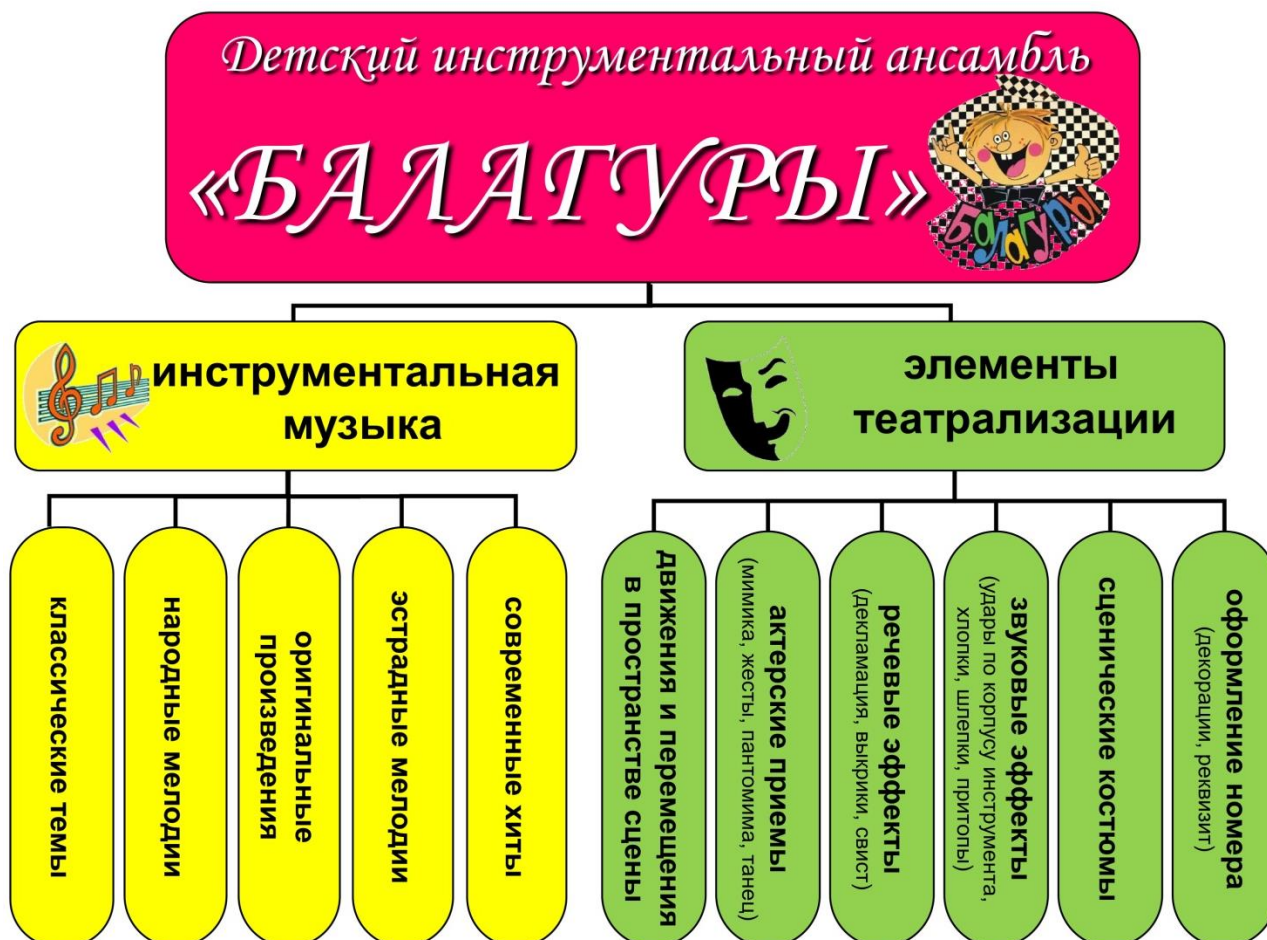 Детский инструментальный ансамбль
«БАЛАГУРЫ»
Балагуры
инструментальная
музыка
элементы
театрализации
классические темы
народные мелодии
оригинальные
произведения
эстрадные мелодии
современные хиты
движения и перемещения
в пространстве сцены
актерские приемы
(мимика, жесты, пантомима, танец)
речевые эффекты
(декламация, выкрики, свист)
звуковые эффекты
(удары по корпусу инструмента,
хлопки, шлепки, притопы)
сценические костюмы
оформление номера
(декорации, реквизит)